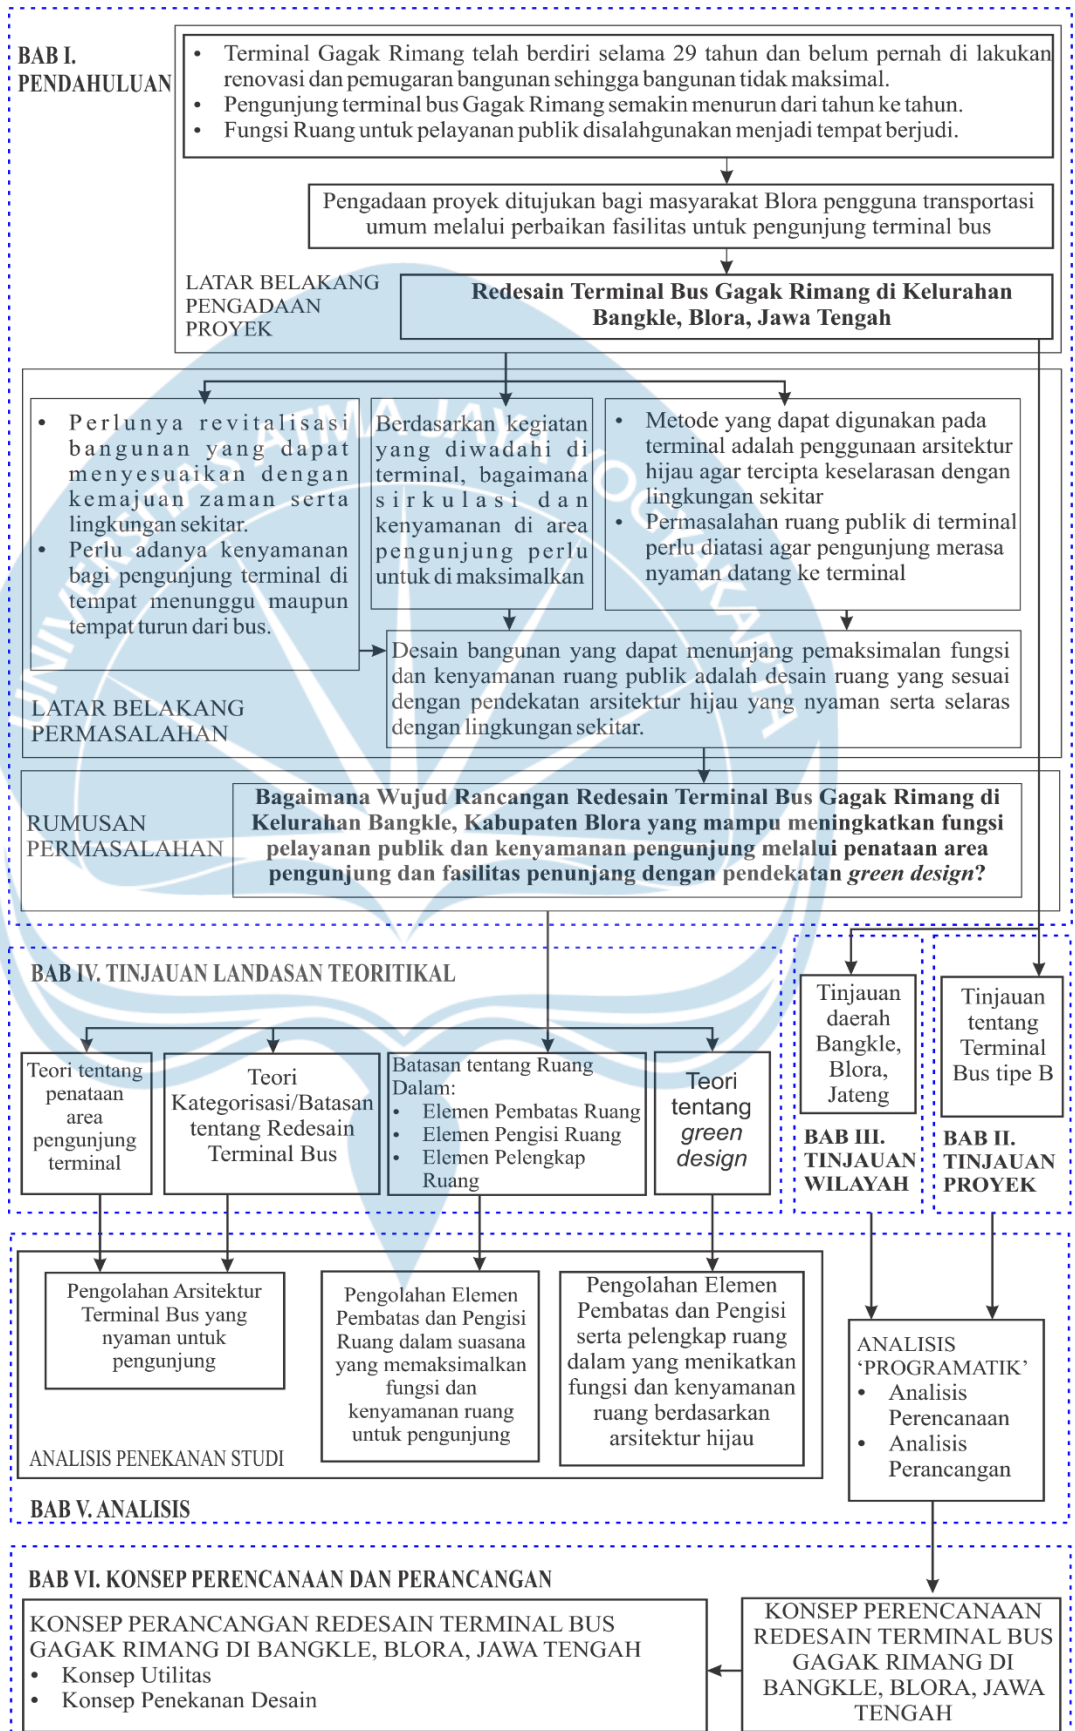 BAB I.
PENDAHULUAN
• Terminal Gagak Rimang telah berdiri selama 29 tahun dan belum pernah di lakukan
renovasi dan pemugaran bangunan sehingga bangunan tidak maksimal.
• Pengunjung terminal bus Gagak Rimang semakin menurun dari tahun ke tahun.
• Fungsi Ruang untuk pelayanan publik disalahgunakan menjadi tempat berjudi.
Pengadaan proyek ditujukan bagi masyarakat Blora pengguna transportasi
umum melalui perbaikan fasilitas untuk pengunjung terminal bus
LATAR BELAKANG
PENGADAAN
PROYEK
Redesain Terminal Bus Gagak Rimang di Kelurahan
Bangkle, Blora, Jawa Tengah
• Perlunya revitalisasi
bangunan yang dapat
menyesuaikan dengan
kemajuan zaman serta
lingkungan sekitar.
• Perlu adanya kenyamanan
bagi pengunjung terminal di
tempat menunggu maupun
tempat turun dari bus.
Berdasarkan kegiatan
yang diwadahi di
terminal, bagaimana
sirkulasi dan
kenyamanan di area
pengunjung perlu
untuk di maksimalkan
• Metode yang dapat digunakan pada
terminal adalah penggunaan arsitektur
hijau agar tercipta keselarasan dengan
lingkungan sekitar
• Permasalahan ruang publik di terminal
perlu diatasi agar pengunjung merasa
nyaman datang ke terminal
UNIVERSITAS ATMA JAYA YOGYAKARTA
Desain bangunan yang dapat menunjang pemaksimalan fungsi
dan kenyamanan ruang publik adalah desain ruang yang sesuai
dengan pendekatan arsitektur hijau yang nyaman serta selaras
dengan lingkungan sekitar.
LATAR BELAKANG
PERMASALAHAN
RUMUSAN
PERMASALAHAN
Bagaimana Wujud Rancangan Redesain Terminal Bus Gagak Rimang di
Kelurahan Bangkle, Kabupaten Blora yang mampu meningkatkan fungsi
pelayanan publik dan kenyamanan pengunjung melalui penataan area
pengunjung dan fasilitas penunjang dengan pendekatan green design?
BAB IV. TINJAUAN LANDASAN TEORITIKAL
Teori tentang
penataan
area
pengunjung
terminal
Teori
Kategorisasi/Batasan
tentang Redesain
Terminal Bus
Batasan tentang Ruang
Dalam:
• Elemen Pembatas Ruang
• Elemen Pengisi Ruang
• Elemen Pelengkap
Ruang
Teori
tentang
green
design
Tinjauan
daerah
Bangkle,
Blora,
Jateng
BAB III.
TINJAUAN
WILAYAH
Tinjauan
tentang
Terminal
Bus tipe B
BAB II.
TINJAUAN
PROYEK
Pengolahan Arsitektur
Terminal Bus yang
nyaman untuk
pengunjung
Pengolahan Elemen
Pembatas dan Pengisi
Ruang dalam suasana
yang memaksimalkan
fungsi dan
kenyamanan ruang
untuk pengunjung
Pengolahan Elemen
Pembatas dan Pengisi
serta pelengkap ruang
dalam yang menikatkan
fungsi dan kenyamanan
ruang berdasarkan
arsitektur hijau
ANALISIS PENEKANAN STUDI
ANALISIS
‘PROGRAMATIK’
• Analisis
Perencanaan
• Analisis
Perancangan
BAB V. ANALISIS
BAB VI. KONSEP PERENCANAAN DAN PERANCANGAN
KONSEP PERANCANGAN REDESAIN TERMINAL BUS
GAGAK RIMANG DI BANGKLE, BLORA, JAWA TENGAH
• Konsep Utilitas
• Konsep Penekanan Desain
KONSEP PERENCANAAN
REDESAIN TERMINAL BUS
GAGAK RIMANG DI
BANGKLE, BLORA, JAWA
TENGAH